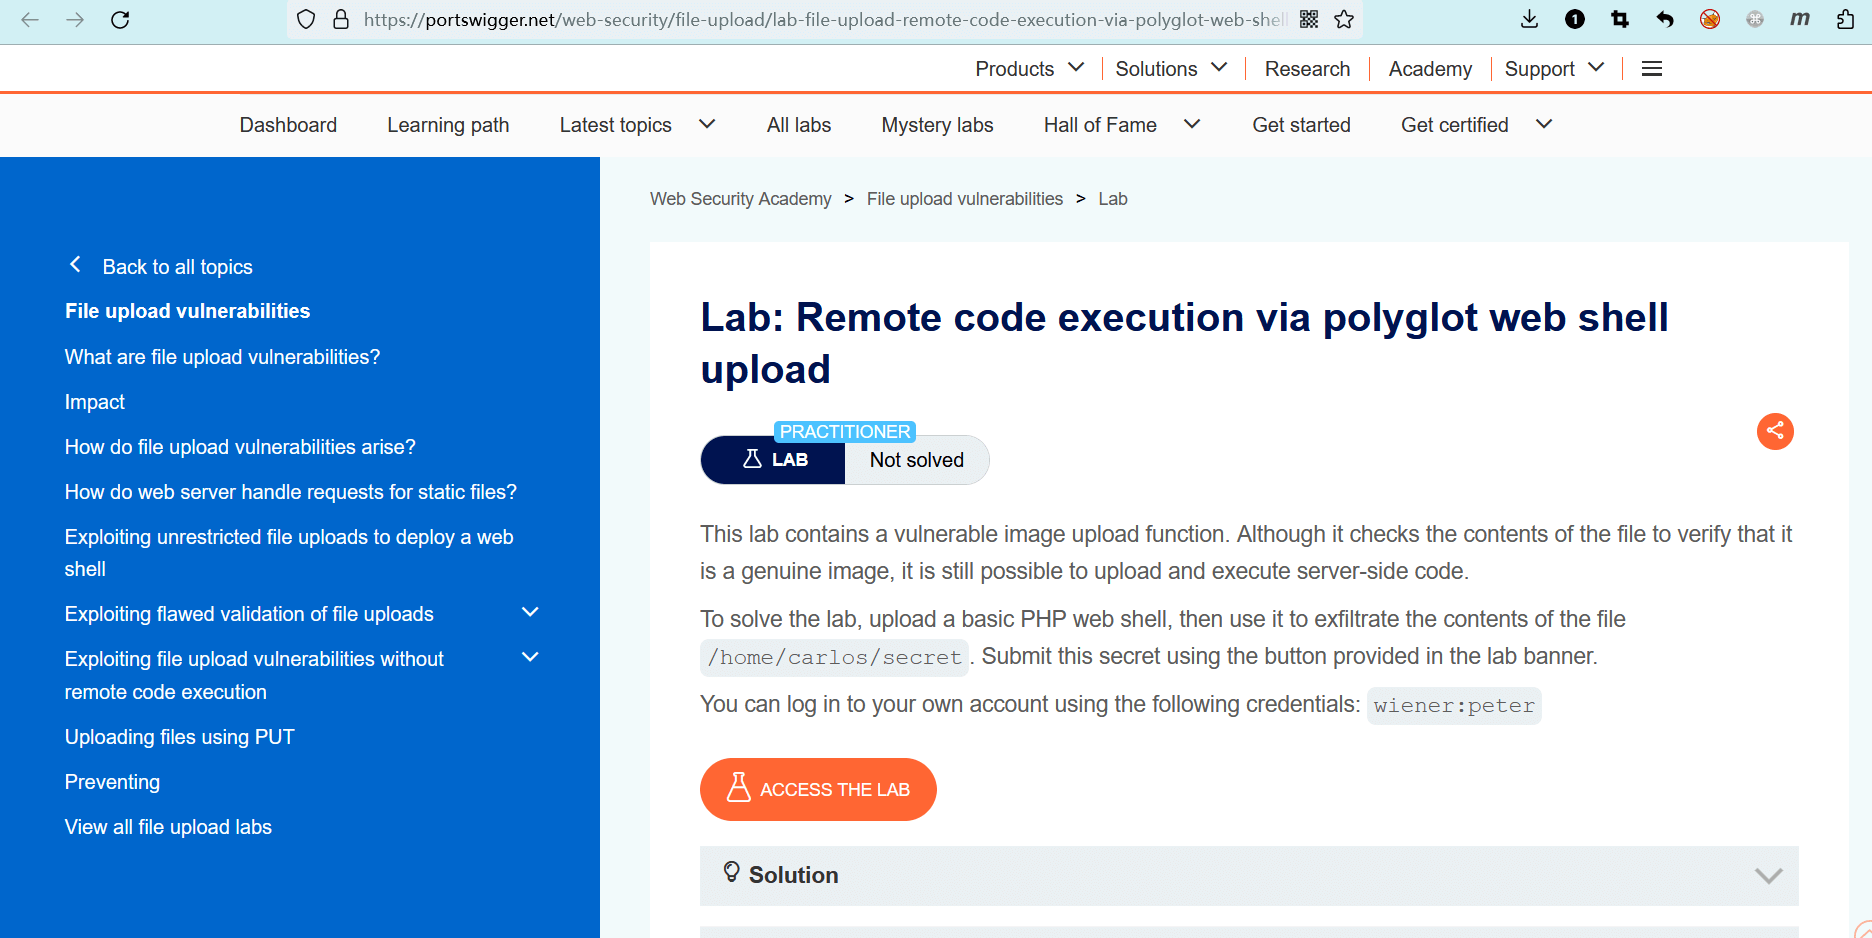 https://portswigger.net/web-security/file-upload/lab-file-upload-remote-code-execution-via-polyglot-web-shell
1
m
Products
Solutions
Research
Academy
Support
Dashboard
Learning path
Latest topics
All labs
Mystery labs
Hall of Fame
Get started
Get certified
Web Security Academy > File upload vulnerabilities > Lab
Back to all topics
File upload vulnerabilities
What are file upload vulnerabilities?
Impact
How do file upload vulnerabilities arise?
How do web server handle requests for static files?
Exploiting unrestricted file uploads to deploy a web
shell
Exploiting flawed validation of file uploads
Exploiting file upload vulnerabilities without
remote code execution
Uploading files using PUT
Preventing
View all file upload labs
Lab: Remote code execution via polyglot web shell
upload
PRACTITIONER
LAB
Not solved
This lab contains a vulnerable image upload function. Although it checks the contents of the file to verify that it
is a genuine image, it is still possible to upload and execute server-side code.
To solve the lab, upload a basic PHP web shell, then use it to exfiltrate the contents of the file
/home/carlos/secret . Submit this secret using the button provided in the lab banner.
You can log in to your own account using the following credentials: wiener:peter
ACCESS THE LAB
Solution